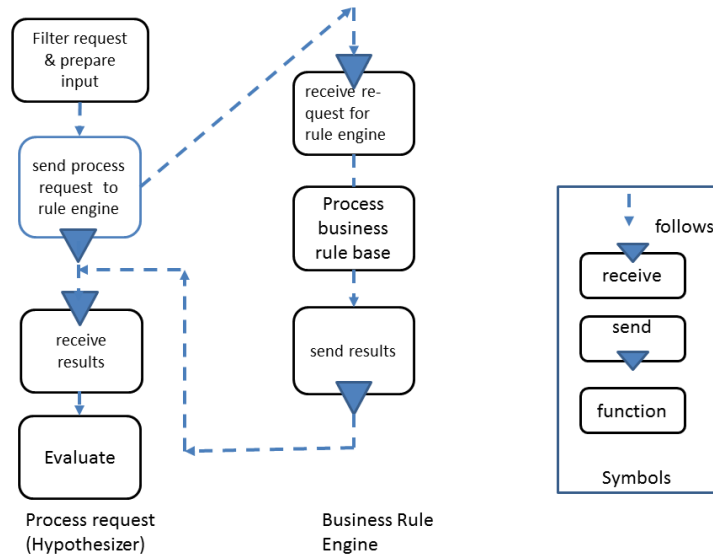 Filter request
& prepare
input
send process
request to
rule engine
receive
results
Evaluate
Process request
(Hypothesizer)
receive re-
quest for
rule engine
Process
business
rule base
send results
Business Rule
Engine
follows
receive
send
function
Symbols